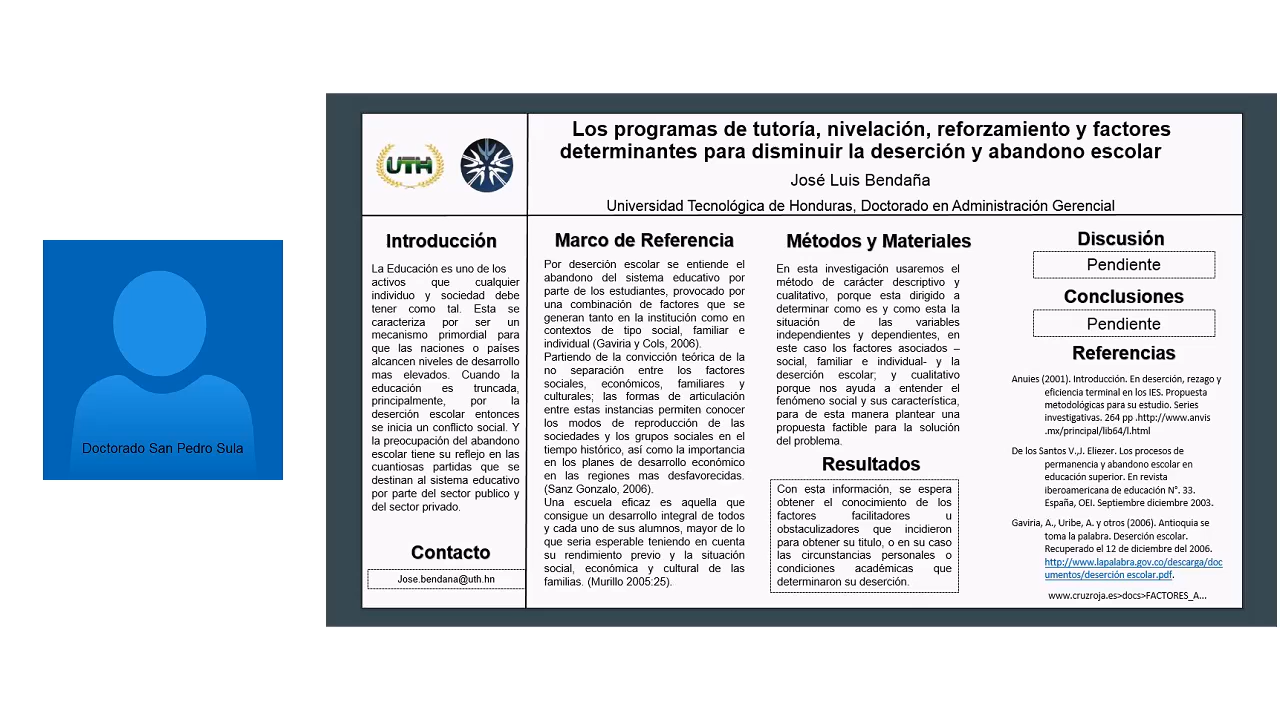 Doctorado San Pedro Sula
UTH
Los programas de tutoría, nivelación, reforzamiento y factores
determinantes para disminuir la deserción y abandono escolar
José Luis Bendaña
Universidad Tecnológica de Honduras, Doctorado en Administración Gerencial
Introducción
La Educación es uno de los
activos que cualquier
individuo y sociedad debe
tener como tal. Esta se
caracteriza por ser un
mecanismo primordial para
que las naciones o países
alcancen niveles de desarrollo
mas elevados. Cuando la
educación es truncada,
principalmente, por la
deserción escolar entonces
se inicia un conflicto social. Y
la preocupación del abandono
escolar tiene su reflejo en las
cuantiosas partidas que se
destinan al sistema educativo
por parte del sector publico y
del sector privado.
Contacto
Jose.bendana@uth.hn
Marco de Referencia
Por deserción escolar se entiende el
abandono del sistema educativo por
parte de los estudiantes, provocado por
una combinación de factores que se
generan tanto en la institución como en
contextos de tipo social, familiar e
individual (Gaviria y Cols, 2006).
Partiendo de la convicción teórica de la
no separación entre los factores
sociales, económicos, familiares y
culturales; las formas de articulación
entre estas instancias permiten conocer
los modos de reproducción de las
sociedades y los grupos sociales en el
tiempo histórico, así como la importancia
en los planes de desarrollo económico
en las regiones mas desfavorecidas.
(Sanz Gonzalo, 2006).
Una escuela eficaz es aquella que
consigue un desarrollo integral de todos
y cada uno de sus alumnos, mayor de lo
que seria esperable teniendo en cuenta
su rendimiento previo y la situación
social, económica y cultural de las
familias. (Murillo 2005:25).
Métodos y Materiales
En esta investigación usaremos el
método de carácter descriptivo y
cualitativo, porque esta dirigido a
determinar como es y como esta la
situación de las variables
independientes y dependientes, en
este caso los factores asociados –
social, familiar e individual- y la
deserción escolar; y cualitativo
porque nos ayuda a entender el
fenómeno social y sus característica,
para de esta manera plantear una
propuesta factible para la solución
del problema.
Resultados
Con esta información, se espera
obtener el conocimiento de los
factores facilitadores u
obstaculizadores que incidieron
para obtener su titulo, o en su caso
las circunstancias personales o
condiciones académicas que
determinaron su deserción.
Discusión
Pendiente
Conclusiones
Pendiente
Referencias
Anuies (2001). Introducción. En deserción, rezago y
eficiencia terminal en los IES. Propuesta
metodológicas para su estudio. Series
investigativas. 264 pp .http://www.anvis
.mx/principal/lib64/l.html
De los Santos V.,J. Eliezer. Los procesos de
permanencia y abandono escolar en
educación superior. En revista
iberoamericana de educación N°. 33.
España, OEI. Septiembre diciembre 2003.
Gaviria, A., Uribe, A. y otros (2006). Antioquia se
toma la palabra. Deserción escolar.
Recuperado el 12 de diciembre del 2006.
http://www.lapalabra.gov.co/descarga/doc
umentos/deserción escolar.pdf.
www.cruzroja.es>docs>FACTORES_A...